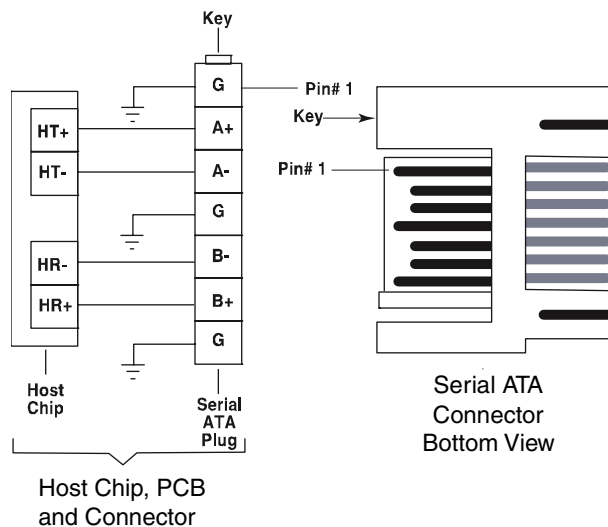 Key
G
Pin# 1
HT+
A+
HT-
A-
G
HR-
B-
HR+
B+
G
Host
Chip
Serial
ATA
Plug
Host Chip, PCB
and Connector
Key
Pin# 1
Serial ATA
Connector
Bottom View